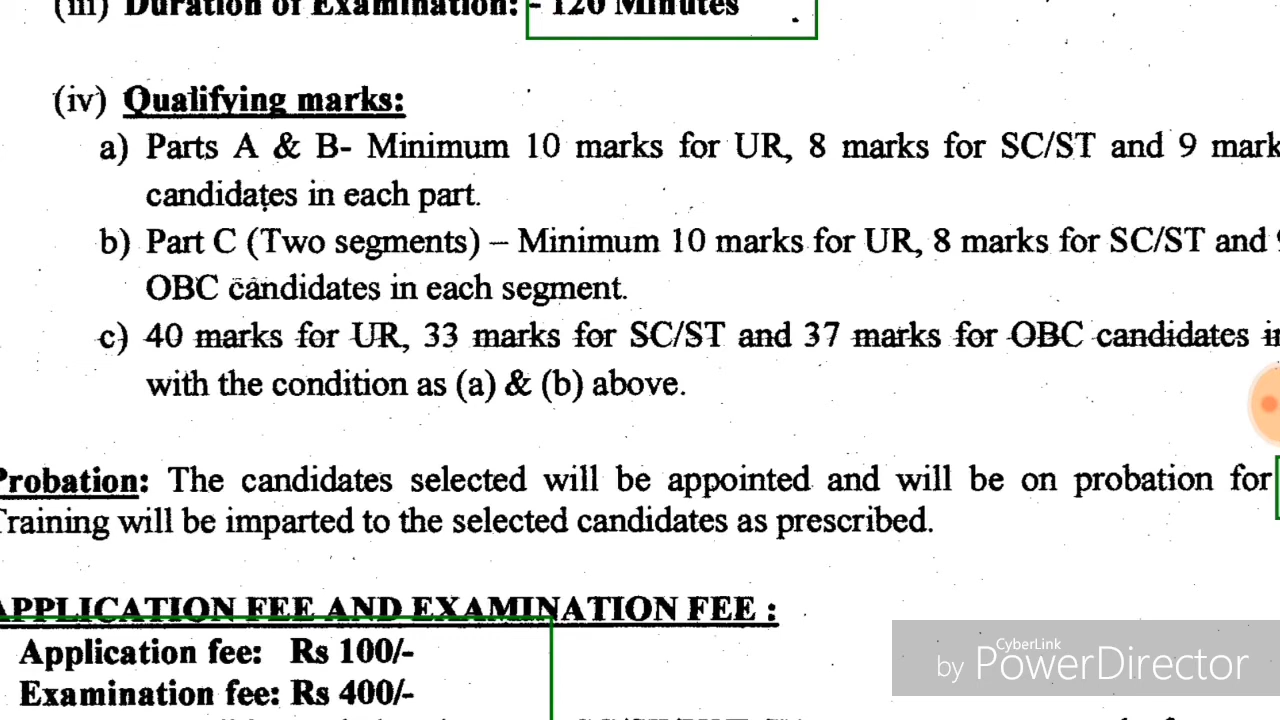 (iii) Duration of Examination: - 120 Minutes
(iv) Qualifying marks:
a) Parts A & B- Minimum 10 marks for UR, 8 marks for SC/ST and 9 mark
candidates in each part.
b) Part C (Two segments) – Minimum 10 marks for UR, 8 marks for SC/ST and 9
OBC candidates in each segment.
c) 40 marks for UR, 33 marks for SC/ST and 37 marks for OBC candidates in
with the condition as (a) & (b) above.
Probation: The candidates selected will be appointed and will be on probation for
Training will be imparted to the selected candidates as prescribed.
APPLICATION FEE AND EXAMINATION FEE :
Application fee: Rs 100/-
Examination fee: Rs 400/-
CyberLink
by PowerDirector